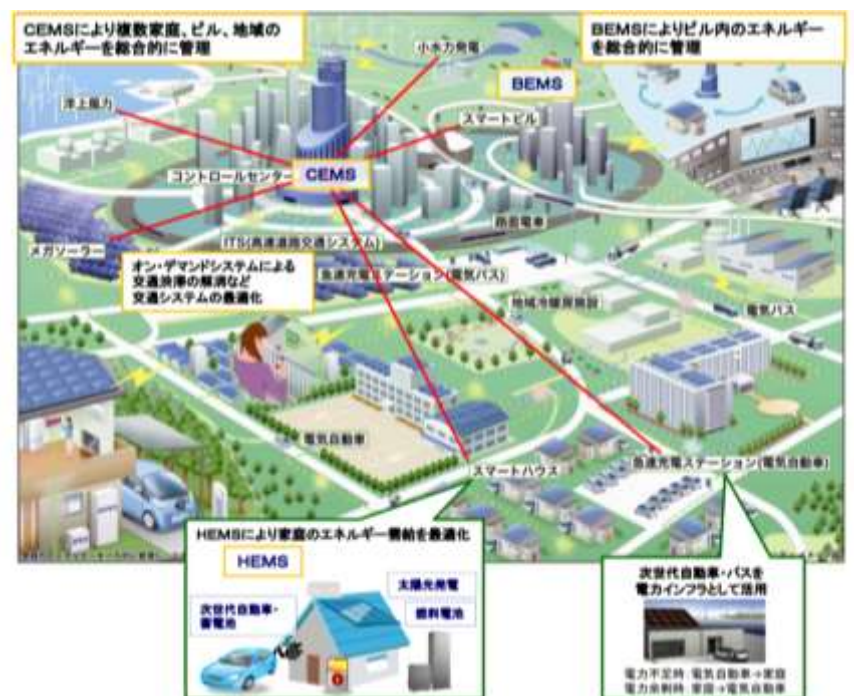 CEMSにより複数家庭、ビル、地域の
エネルギーを総合的に管理
BEMSによりビル内のエネルギー
を総合的に管理
小水力発電
BEMS
洋上風力
スマートビル
コントロールセンター
CEMS
路面電車
メガソーラー
ITS(高速道路交通システム)
オン・デマンドシステムによる
交通渋滞の解消など
交通システムの最適化
急速充電ステーション(電気バス)
地域冷暖房施設
電気バス
電気自動車
スマートハウス
急速充電ステーション(電気自動車)
HEMSにより家庭のエネルギー需給を最適化
HEMS
太陽光発電
次世代自動車・
蓄電池
燃料電池
次世代自動車・バスを
電力インフラとして活用
電力不足時:電気自動車→家庭
電力余剰時:家庭→電気自動車